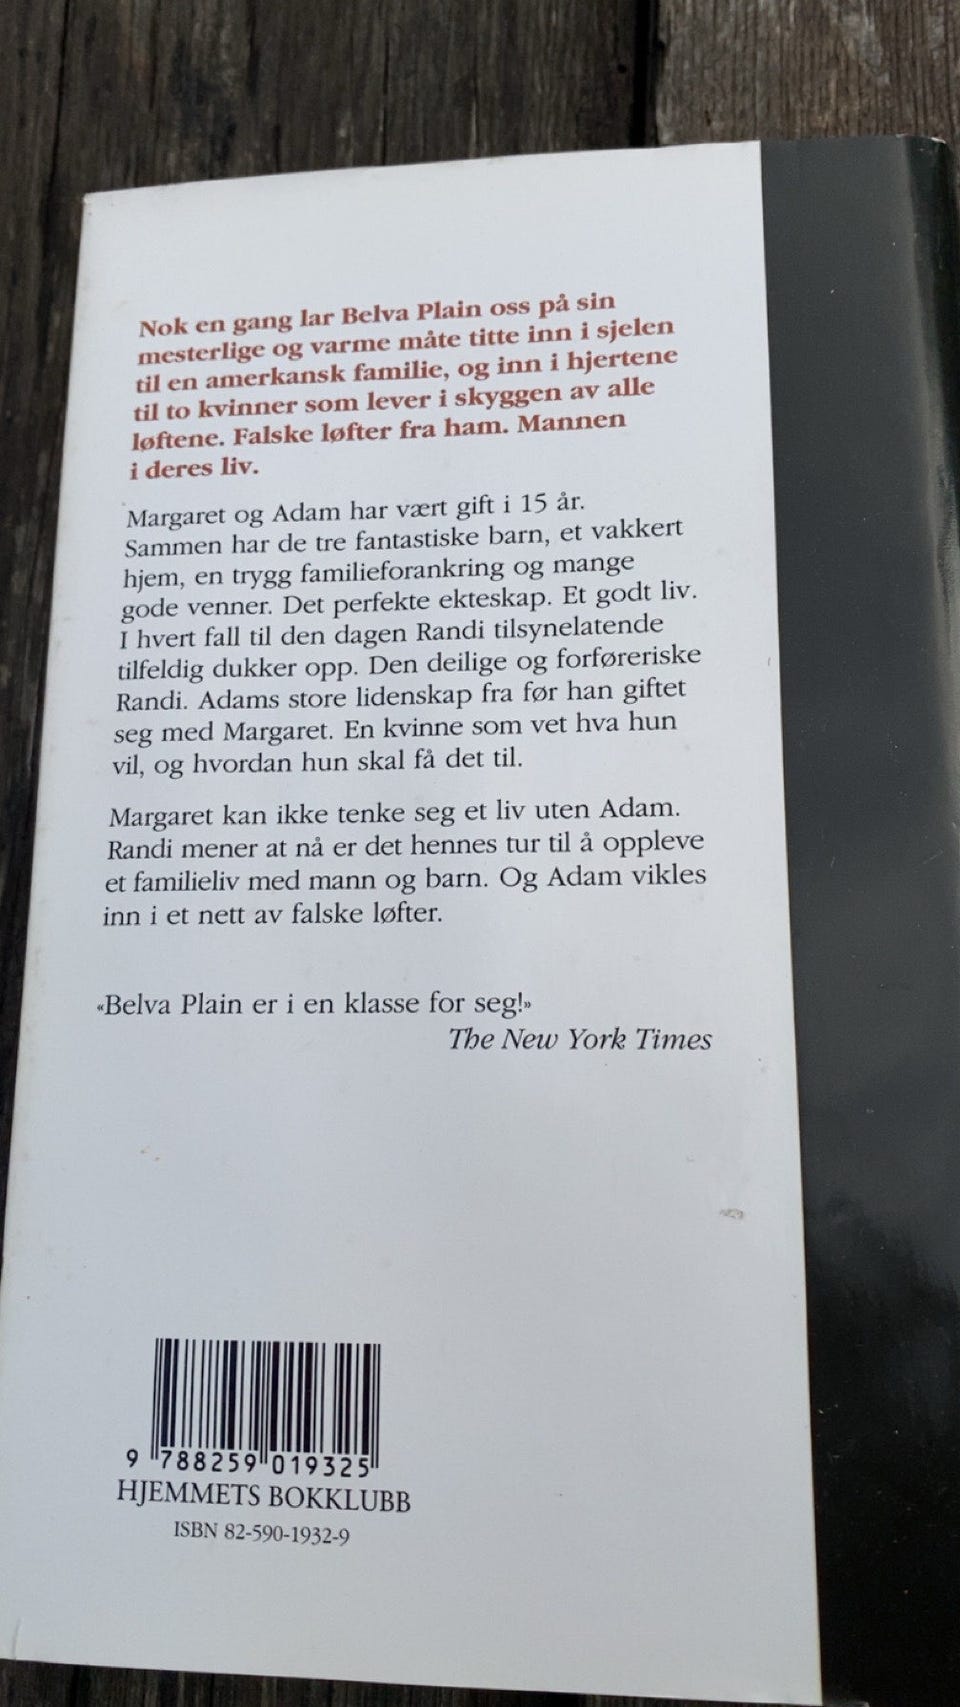 Nok en gang lar Belva Plain oss på sin
mesterlige og varme måte titte inn i sjelen
til en amerkansk familie, og inn i hjertene
til to kvinner som lever i skyggen av alle
løftene. Falske løfter fra ham. Mannen
i deres liv.
Margaret og Adam har vært gift i 15 år.
Sammen har de tre fantastiske barn, et vakkert
hjem, en trygg familieforankring og mange
gode venner. Det perfekte ekteskap. Et godt liv.
I hvert fall til den dagen Randi tilsynelatende
tilfeldig dukker opp. Den deilige og forføreriske
Randi. Adams store lidenskap fra før han giftet
seg med Margaret. En kvinne som vet hva hun
vil, og hvordan hun skal få det til.
Margaret kan ikke tenke seg et liv uten Adam.
Randi mener at nå er det hennes tur til å oppleve
et familieliv med mann og barn. Og Adam vikles
inn i et nett av falske løfter.
«Belva Plain er i en klasse for seg!»
The New York Times
9 788259 019325
HJEMMETS BOKKLUBB
ISBN 82-590-1932-9